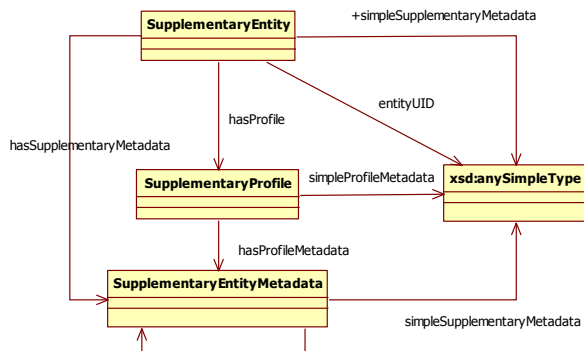 +simpleSupplementaryMetadata
SupplementaryEntity
entityUID
hasProfile
hasSupplementaryMetadata
SupplementaryProfile
simpleProfileMetadata
xsd:anySimpleType
hasProfileMetadata
SupplementaryEntityMetadata
simpleSupplementaryMetadata